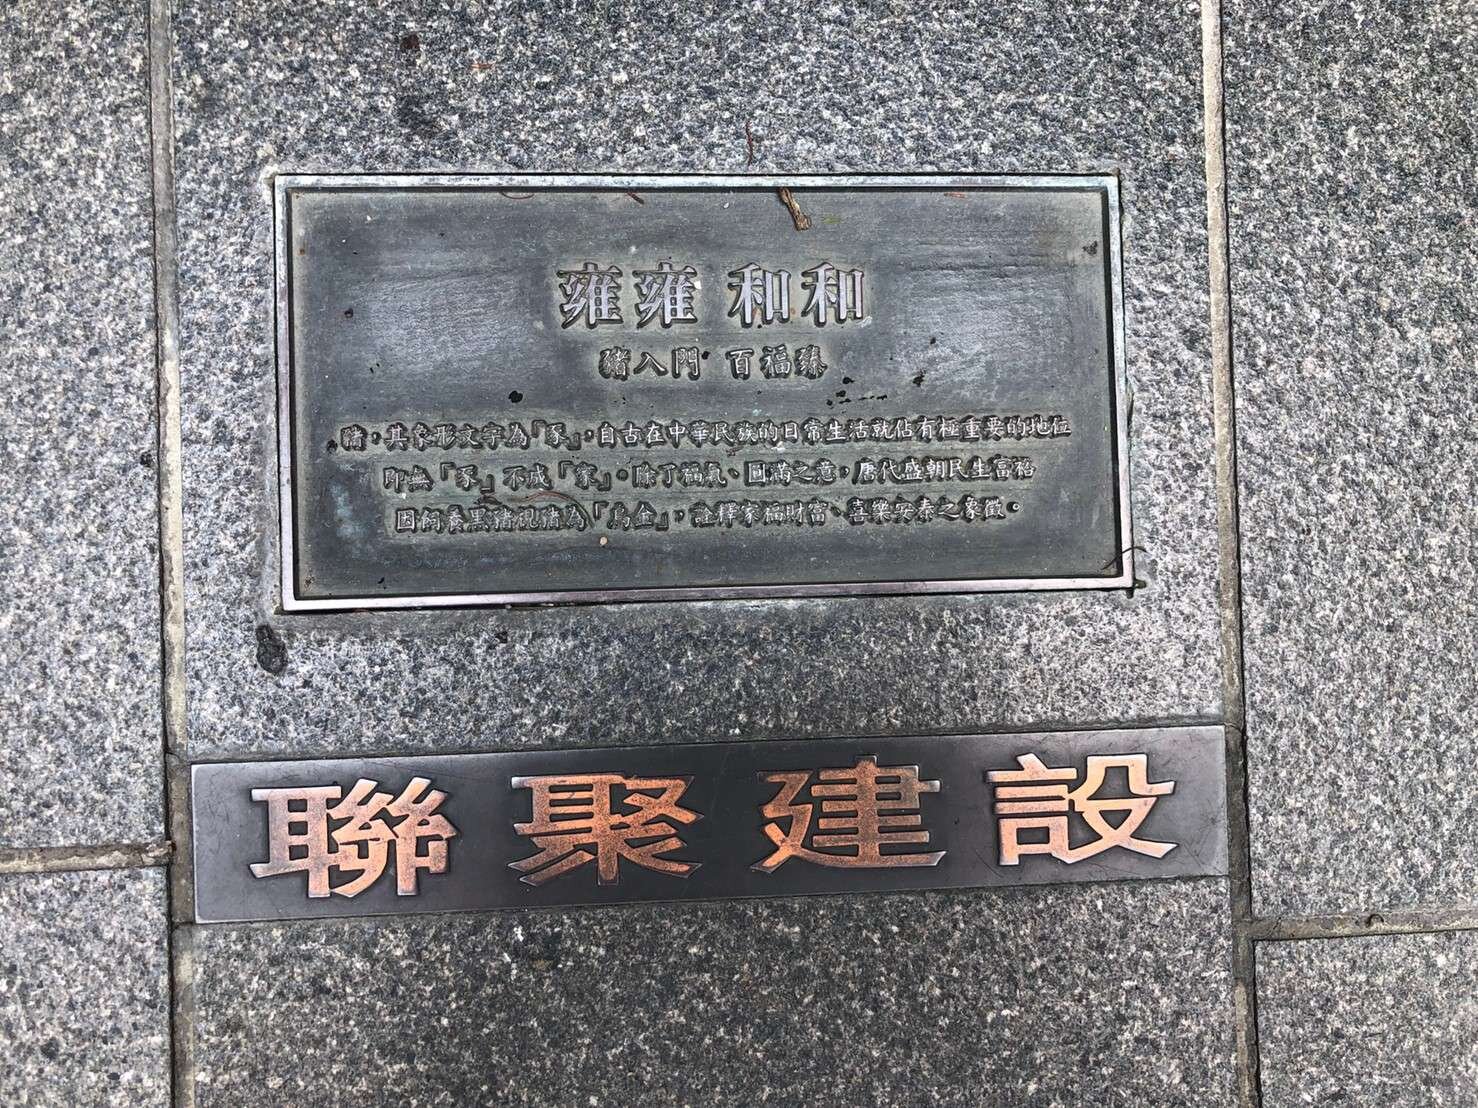 雍雍 和和
豬入門 百福臻
豬，其象形文字為「豕」，自古在中華民族的日常生活就佔有極重要的地位
即無「豕」不成「家」。除了福氣、圓滿之意，唐代盛朝民生富裕
因飼養黑豬視豬為「烏金」，詮釋家福財富、喜樂安泰之象徵。
聯聚建設